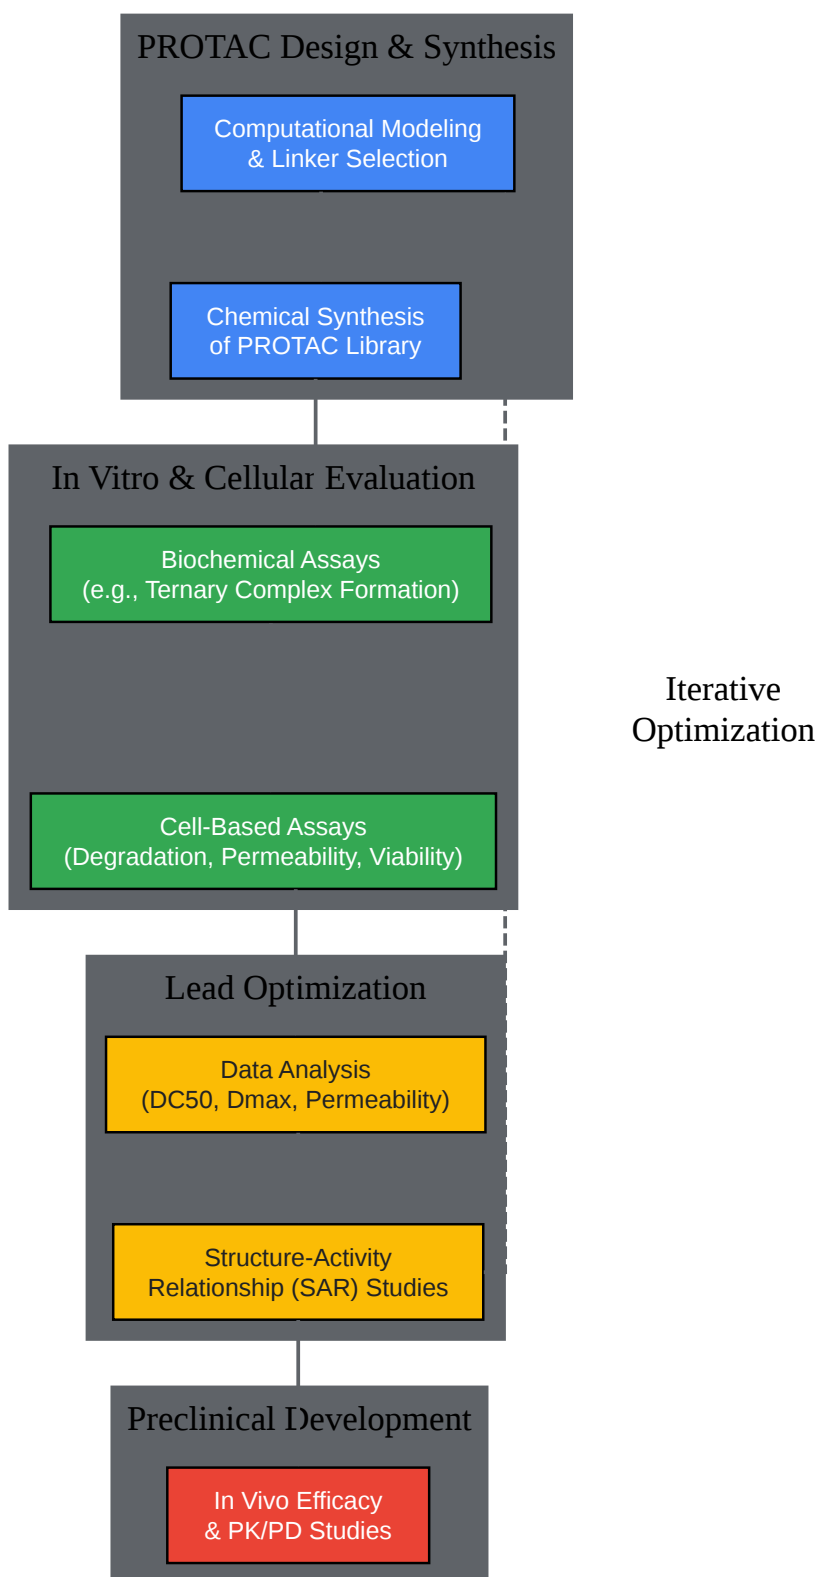 PROTAC Design & Synthesis
Computational Modeling
& Linker Selection
Chemical Synthesis
of PROTAC Library
In Vitro & Cellular Evaluation
Biochemical Assays
(e.g., Ternary Complex Formation)
Iterative
Optimization
Cell-Based Assays
(Degradation, Permeability, Viability)
Lead Optimization
Data Analysis
(DC50, Dmax, Permeability)
Structure-Activity
Relationship (SAR) Studies
Preclinical Development
In Vivo Efficacy
& PK/PD Studies